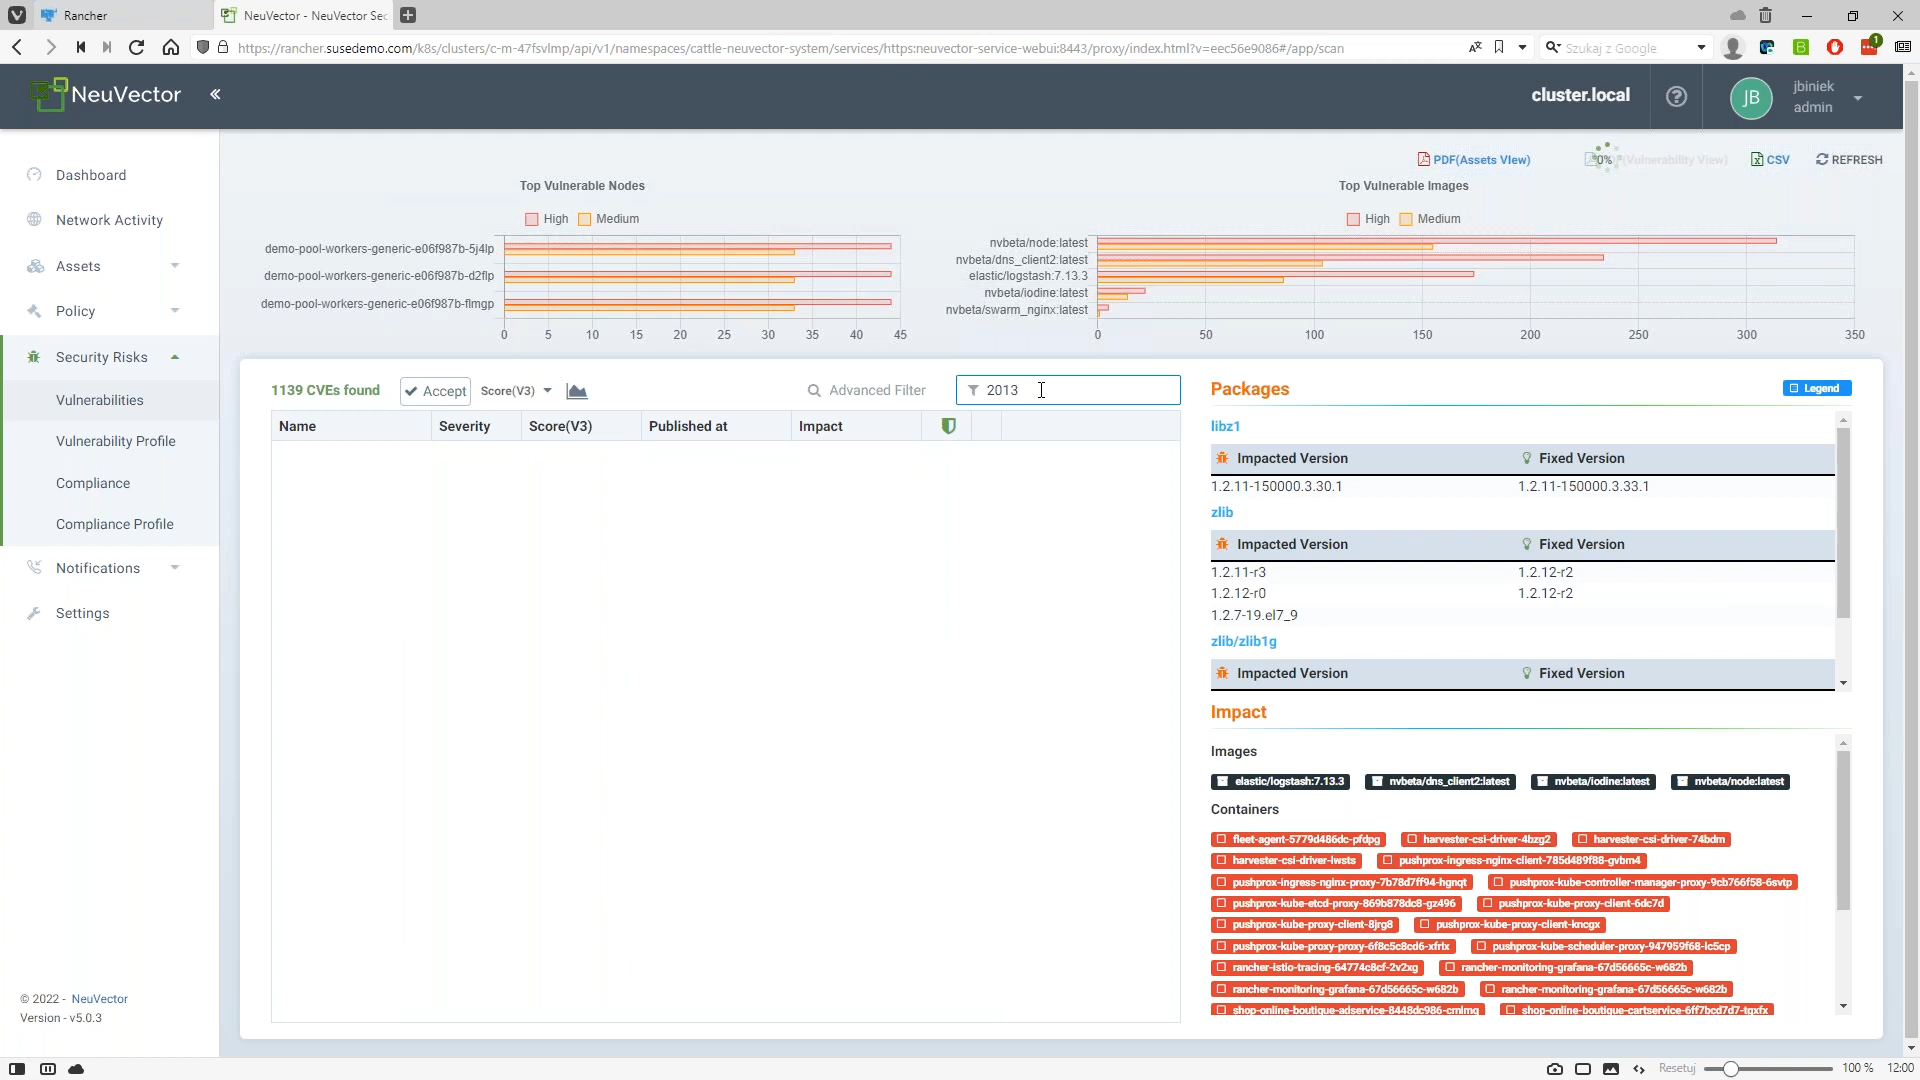 Rancher
NeuVector - NeuVector Sec
https://rancher.susedemo.com/k8s/clusters/c-m-47fsvlmp/api/v1/namespaces/cattle-neuvector-system/services/https:neuvector-service-webui:8443/proxy/index.html?v=eec56e9086#/app/scan
Szukaj z Google
1
NeuVector
«
cluster.local
JB
jbiniek
admin
Dashboard
Network Activity
Assets
Policy
Security Risks
Vulnerabilities
Vulnerability Profile
Compliance
Compliance Profile
Notifications
Settings
© 2022 - NeuVector
Version - v5.0.3
PDF(Assets View)
0%
(Vulnerability View)
CSV
REFRESH
Top Vulnerable Nodes
High Medium
demo-pool-workers-generic-e06f987b-5j4lp
demo-pool-workers-generic-e06f987b-d2flp
demo-pool-workers-generic-e06f987b-flmgp
0 5 10 15 20 25 30 35 40 45
Top Vulnerable Images
High Medium
nvbeta/node:latest
nvbeta/dns_client2:latest
elastic/logstash:7.13.3
nvbeta/iodine:latest
nvbeta/swarm_nginx:latest
0 50 100 150 200 250 300 350
1139 CVEs found Accept Score(V3) Advanced Filter 2013
Name Severity Score(V3) Published at Impact
Packages Legend
libz1
Impacted Version Fixed Version
1.2.11-150000.3.30.1 1.2.11-150000.3.33.1
zlib
Impacted Version Fixed Version
1.2.11-r3 1.2.12-r2
1.2.12-r0 1.2.12-r2
1.2.7-19.el7_9
zlib/zlib1g
Impacted Version Fixed Version
Impact
Images
elastic/logstash:7.13.3 nvbeta/dns_client2:latest nvbeta/iodine:latest nvbeta/node:latest
Containers
fleet-agent-5779d486dc-pfdpg harvester-csi-driver-4bzg2 harvester-csi-driver-74bdm
harvester-csi-driver-lwsts pushprox-ingress-nginx-client-785d489f88-gvbm4
pushprox-ingress-nginx-proxy-7b78d7ff94-hgnqt pushprox-kube-controller-manager-proxy-9cb766f58-6svtp
pushprox-kube-etcd-proxy-869b878dc8-gz496 pushprox-kube-proxy-client-6dc7d
pushprox-kube-proxy-client-8jrg8 pushprox-kube-proxy-client-kncgx
pushprox-kube-proxy-proxy-6f8c5c8cd6-xfrlx pushprox-kube-scheduler-proxy-947959f68-lc5cp
rancher-istio-tracing-64774c8cf-2v2xg rancher-monitoring-grafana-67d56665c-w682b
rancher-monitoring-grafana-67d56665c-w682b rancher-monitoring-grafana-67d56665c-w682b
shop-online-boutique-adservice-8448dc986-cmlmq shop-online-boutique-cartservice-6ff7bcd7d7-tqxfx
Resetuj 100 % 12:00